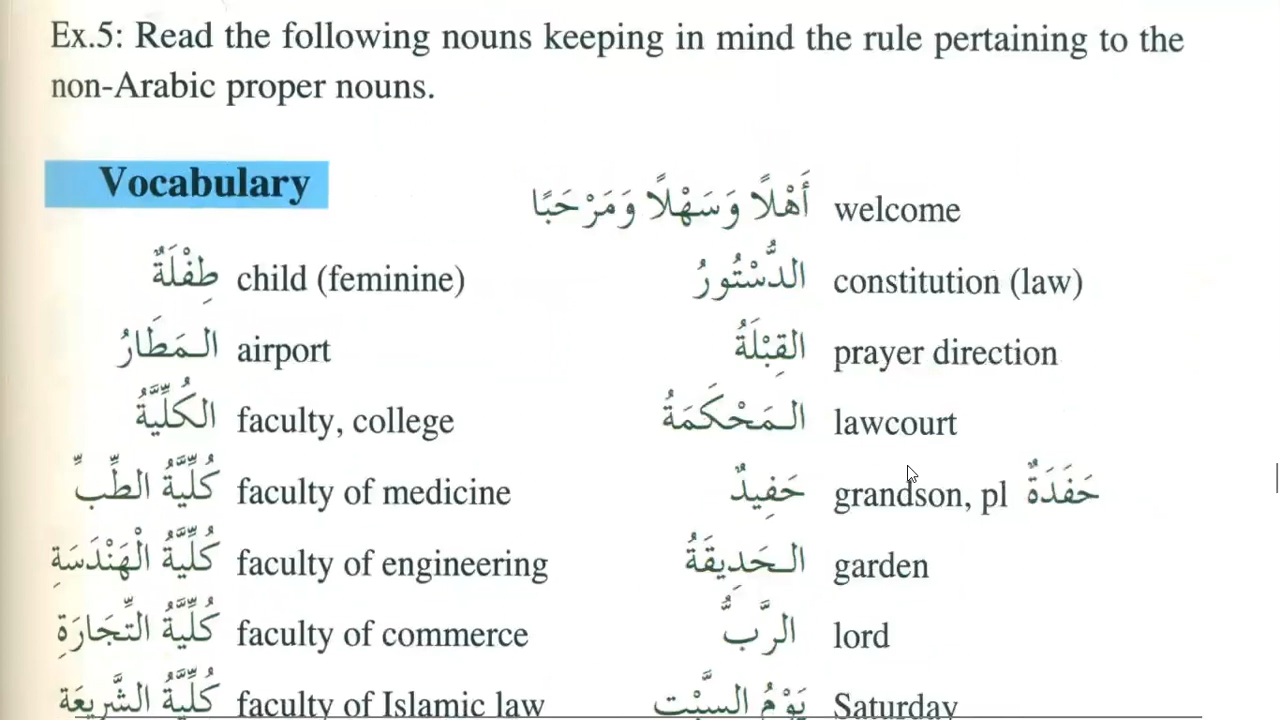 Ex.5: Read the following nouns keeping in mind the rule pertaining to the
non-Arabic proper nouns.
Vocabulary
أَهْلًا وَسَهْلًا وَمَرْحَبًا welcome
طِفْلَةٌ child (feminine)
الدُّسْتُورُ constitution (law)
الـمَطَارُ airport
القِبْلَةُ prayer direction
الكُلِّيَّةُ faculty, college
الـمَحْكَمَةُ lawcourt
كُلِّيَّةُ الطِّبِّ faculty of medicine
حَفِيدٌ grandson, pl حَفَدَةٌ
كُلِّيَّةُ الْهَنْدَسَةِ faculty of engineering
الـحَدِيقَةُ garden
كُلِّيَّةُ التِّجَارَةِ faculty of commerce
الرَّبُّ lord
كُلِّيَّةُ الشَّرِيعَة faculty of Islamic law
يَوْمُ السَّبْت Saturday